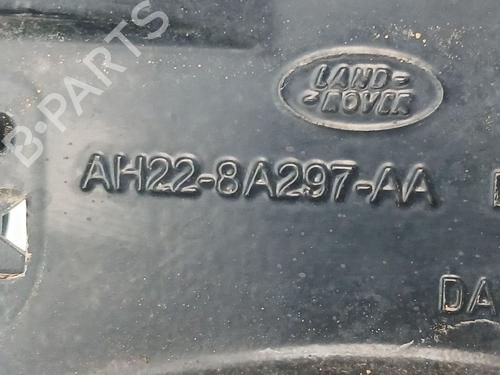 B-PARTS
LAND-
-ROVER
AH22-8A297-AA
DA